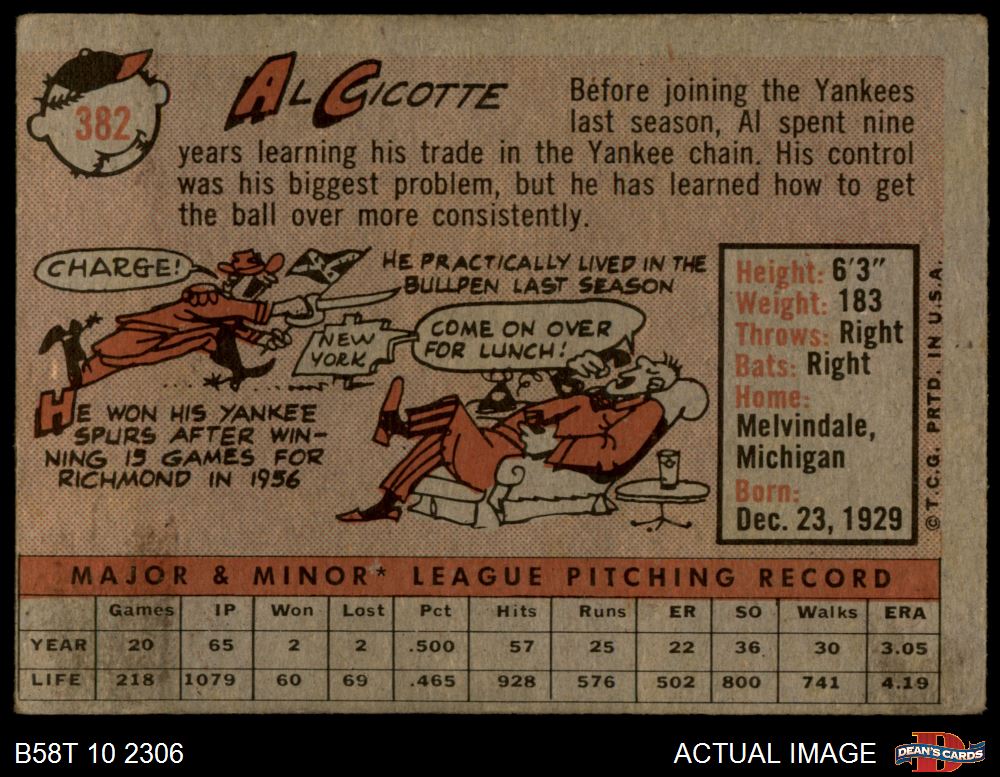 382
AL CICOTTE
Before joining the Yankees
last season, Al spent nine
years learning his trade in the Yankee chain. His control
was his biggest problem, but he has learned how to get
the ball over more consistently.
CHARGE!
NEW
YORK
HE WON HIS YANKEE
SPURS AFTER WIN-
NING 15 GAMES FOR
RICHMOND IN 1956
HE PRACTICALLY LIVED IN THE
BULLPEN LAST SEASON
COME ON OVER
FOR LUNCH!
Height: 6'3"
Weight: 183
Throws: Right
Bats: Right
Home:
Melvindale,
Michigan
Born:
Dec. 23, 1929
© T.C.G. PRTD. IN U.S.A.
MAJOR & MINOR* LEAGUE PITCHING RECORD
Games IP Won Lost Pct Hits Runs ER SO Walks ERA
YEAR 20 65 2 2 .500 57 25 22 36 30 3.05
LIFE 218 1079 60 69 .465 928 576 502 800 741 4.19
B58T 10 2306
ACTUAL IMAGE
D
DEAN'S CARDS